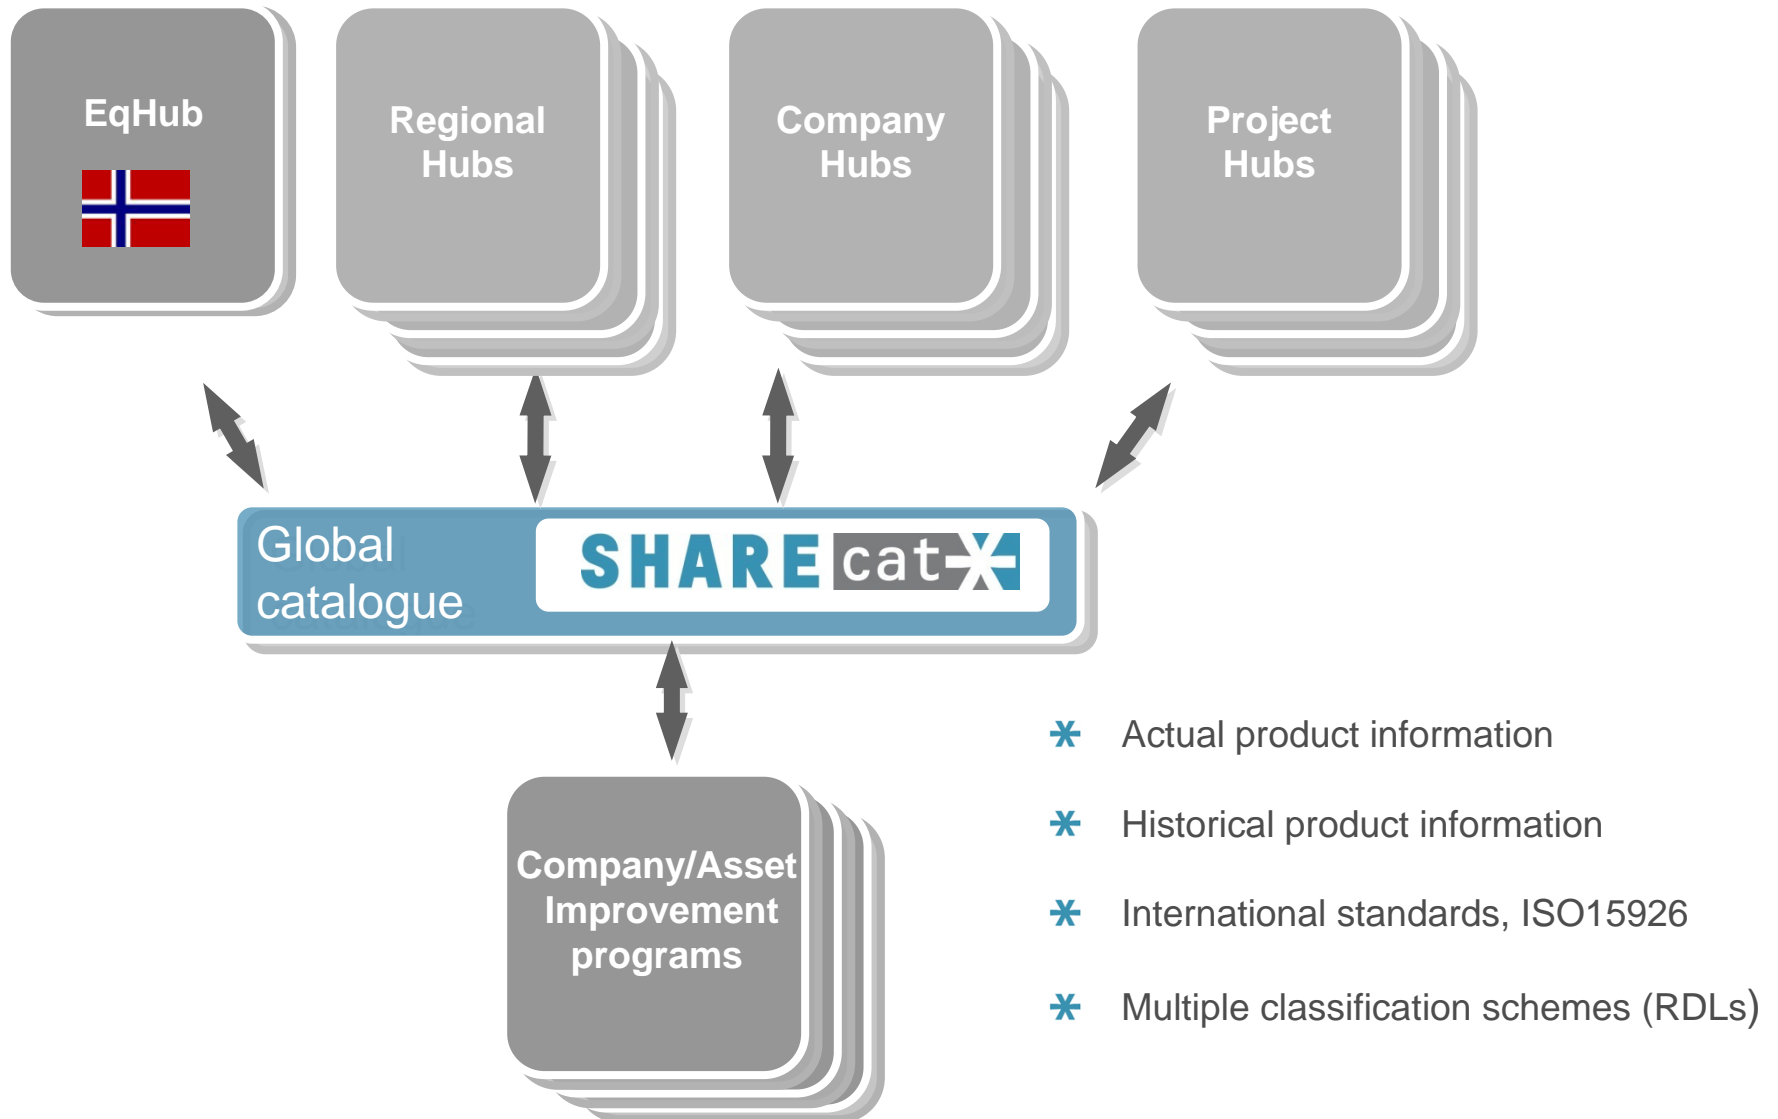 EqHub
Regional
Hubs
Company
Hubs
Project
Hubs
Global
catalogue
SHARE cat
Company/Asset
Improvement
programs
Actual product information
Historical product information
International standards, ISO15926
Multiple classification schemes (RDLs)